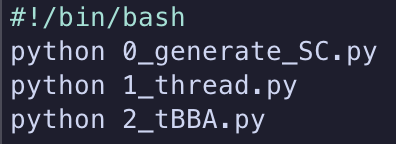 #!/bin/bash
python 0_generate_SC.py
python 1_thread.py
python 2_tBBA.py